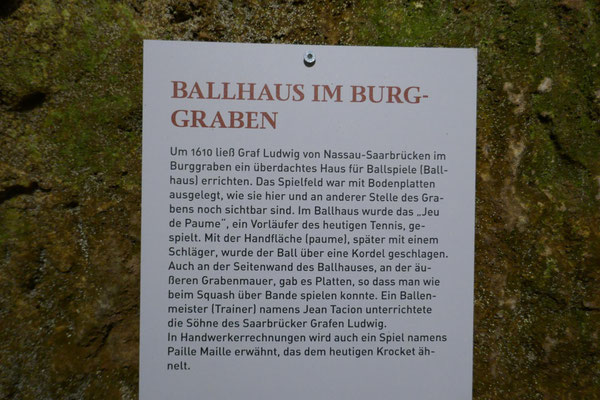 BALLHAUS IM BURG-
GRABEN
Um 1610 ließ Graf Ludwig von Nassau-Saarbrücken im
Burggraben ein überdachtes Haus für Ballspiele (Ball-
haus) errichten. Das Spielfeld war mit Bodenplatten
ausgelegt, wie sie hier und an anderer Stelle des Gra-
bens noch sichtbar sind. Im Ballhaus wurde das „Jeu
de Paume“, ein Vorläufer des heutigen Tennis, ge-
spielt. Mit der Handfläche (paume), später mit einem
Schläger, wurde der Ball über eine Kordel geschlagen.
Auch an der Seitenwand des Ballhauses, an der äu-
ßeren Grabenmauer, gab es Platten, so dass man wie
beim Squash über Bande spielen konnte. Ein Ballen-
meister (Trainer) namens Jean Tacion unterrichtete
die Söhne des Saarbrücker Grafen Ludwig.
In Handwerkerrechnungen wird auch ein Spiel namens
Paille Maille erwähnt, das dem heutigen Krocket äh-
nelt.